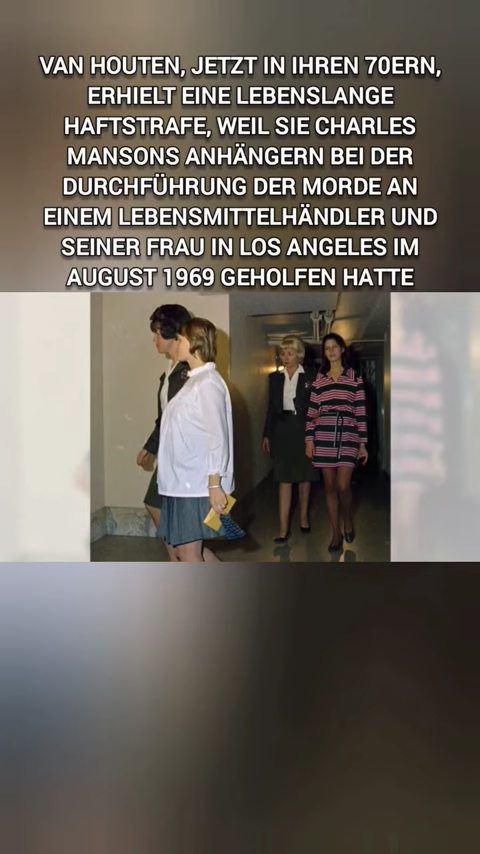 VAN HOUTEN, JETZT IN IHREN 70ERN,
ERHIELT EINE LEBENSLANGE
HAFTSTRAFE, WEIL SIE CHARLES
MANSONS ANHÄNGERN BEI DER
DURCHFÜHRUNG DER MORDE AN
EINEM LEBENSMITTELHÄNDLER UND
SEINER FRAU IN LOS ANGELES IM
AUGUST 1969 GEHOLFEN HATTE